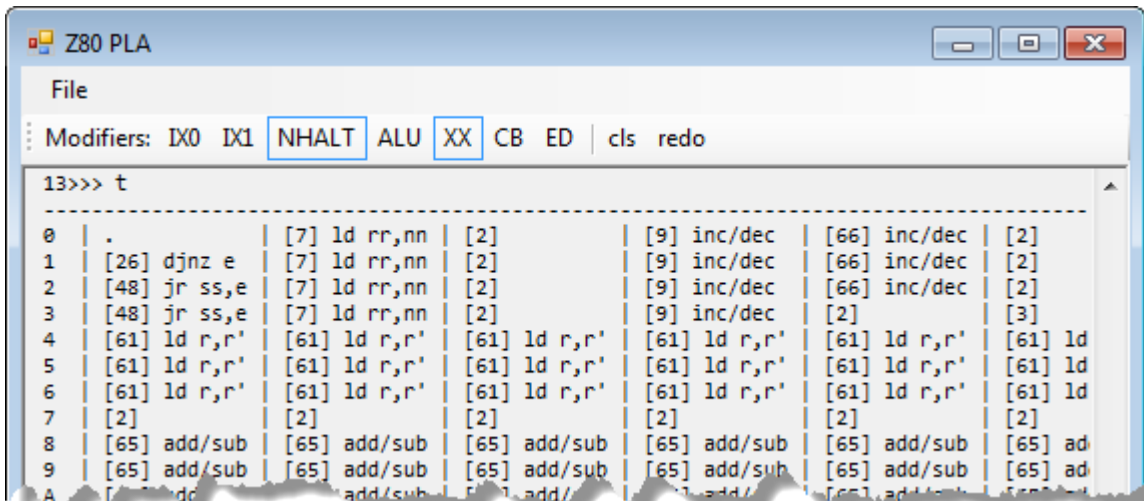 Z80 PLA
File
Modifiers: IX0 IX1 NHALT ALU XX CB ED | cls redo
13>>> t
---------------------------------------------------------------------------------------
0 | . | [7] ld rr,nn | [2] | [9] inc/dec | [66] inc/dec | [2]
1 | [26] djnz e | [7] ld rr,nn | [2] | [9] inc/dec | [66] inc/dec | [2]
2 | [48] jr ss,e | [7] ld rr,nn | [2] | [9] inc/dec | [66] inc/dec | [2]
3 | [48] jr ss,e | [7] ld rr,nn | [2] | [9] inc/dec | [2] | [3]
4 | [61] ld r,r' | [61] ld r,r' | [61] ld r,r' | [61] ld r,r' | [61] ld r,r' | [61] ld
5 | [61] ld r,r' | [61] ld r,r' | [61] ld r,r' | [61] ld r,r' | [61] ld r,r' | [61] ld
6 | [61] ld r,r' | [61] ld r,r' | [61] ld r,r' | [61] ld r,r' | [61] ld r,r' | [61] ld
7 | [2] | [2] | [2] | [2] | [2] | [2]
8 | [65] add/sub | [65] add/sub | [65] add/sub | [65] add/sub | [65] add/sub | [65] ad
9 | [65] add/sub | [65] add/sub | [65] add/sub | [65] add/sub | [65] add/sub | [65] ad
A